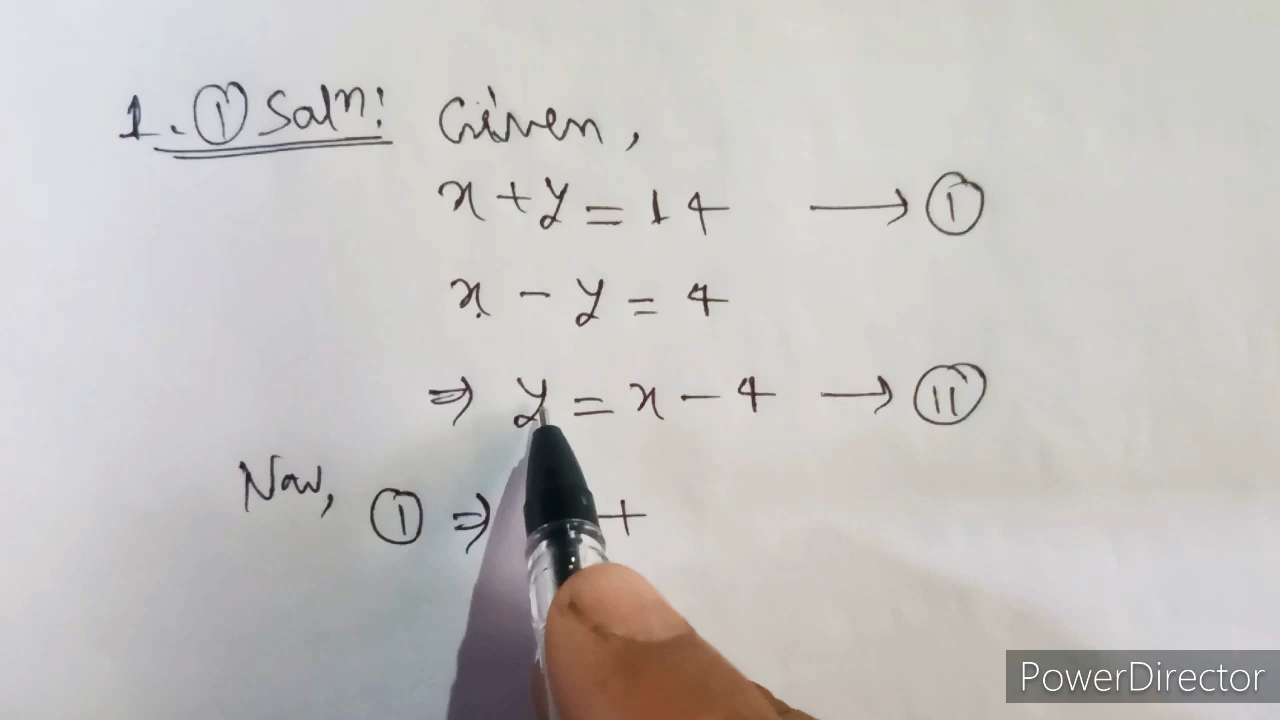 1. (i) Solⁿ: Given,
x + y = 14 → (I)
x - y = 4
⇒ y = x - 4 → (II)
Now, (I) ⇒ +
PowerDirector